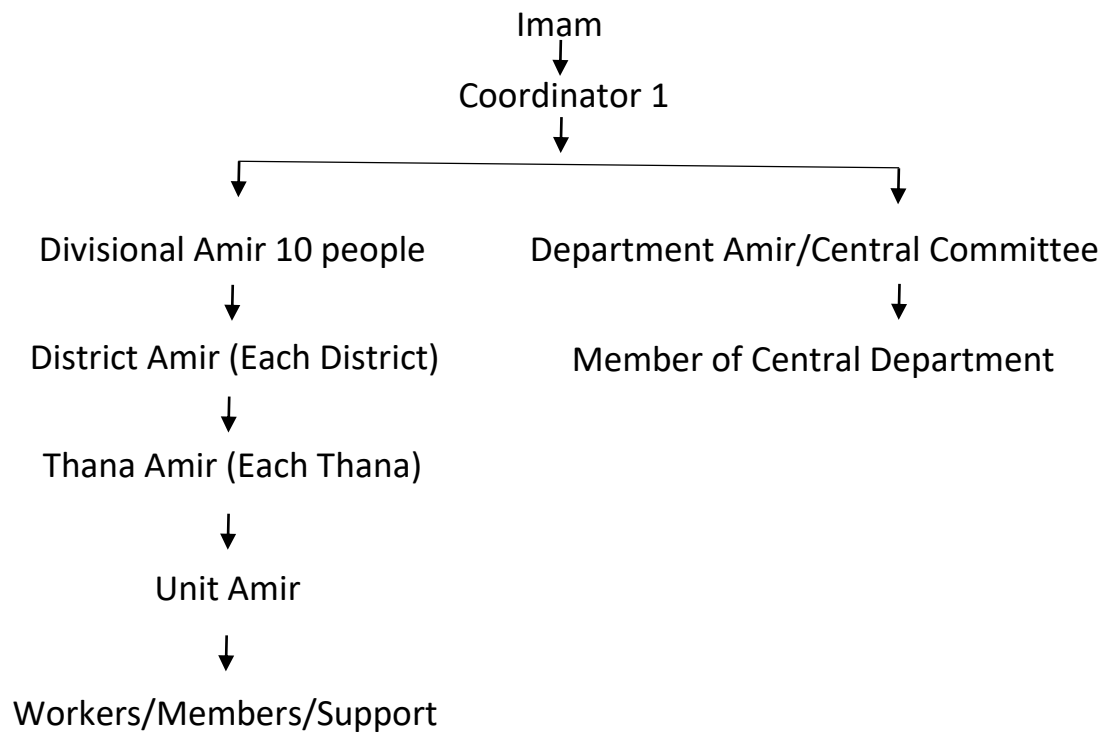 Imam
Coordinator 1
Divisional Amir 10 people
Department Amir/Central Committee
District Amir (Each District)
Member of Central Department
Thana Amir (Each Thana)
Unit Amir
Workers/Members/Support